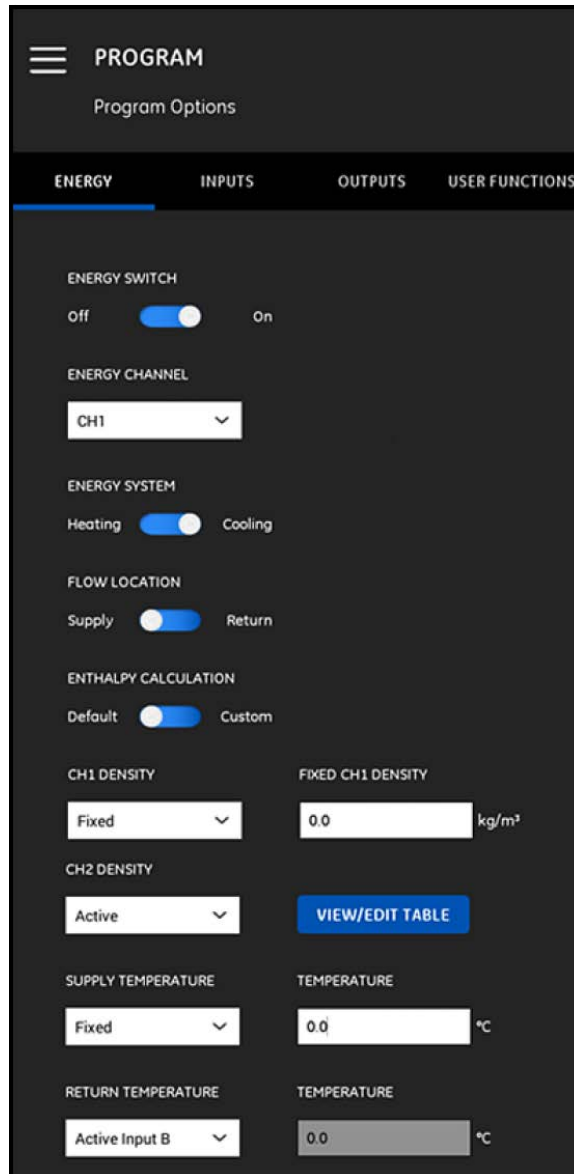 PROGRAM
Program Options
ENERGY INPUTS OUTPUTS USER FUNCTIONS
ENERGY SWITCH
Off On
ENERGY CHANNEL
CH1
ENERGY SYSTEM
Heating Cooling
FLOW LOCATION
Supply Return
ENTHALPY CALCULATION
Default Custom
CH1 DENSITY FIXED CH1 DENSITY
Fixed 0.0 kg/m³
CH2 DENSITY
Active VIEW/EDIT TABLE
SUPPLY TEMPERATURE TEMPERATURE
Fixed 0.0 °C
RETURN TEMPERATURE TEMPERATURE
Active Input B 0.0 °C